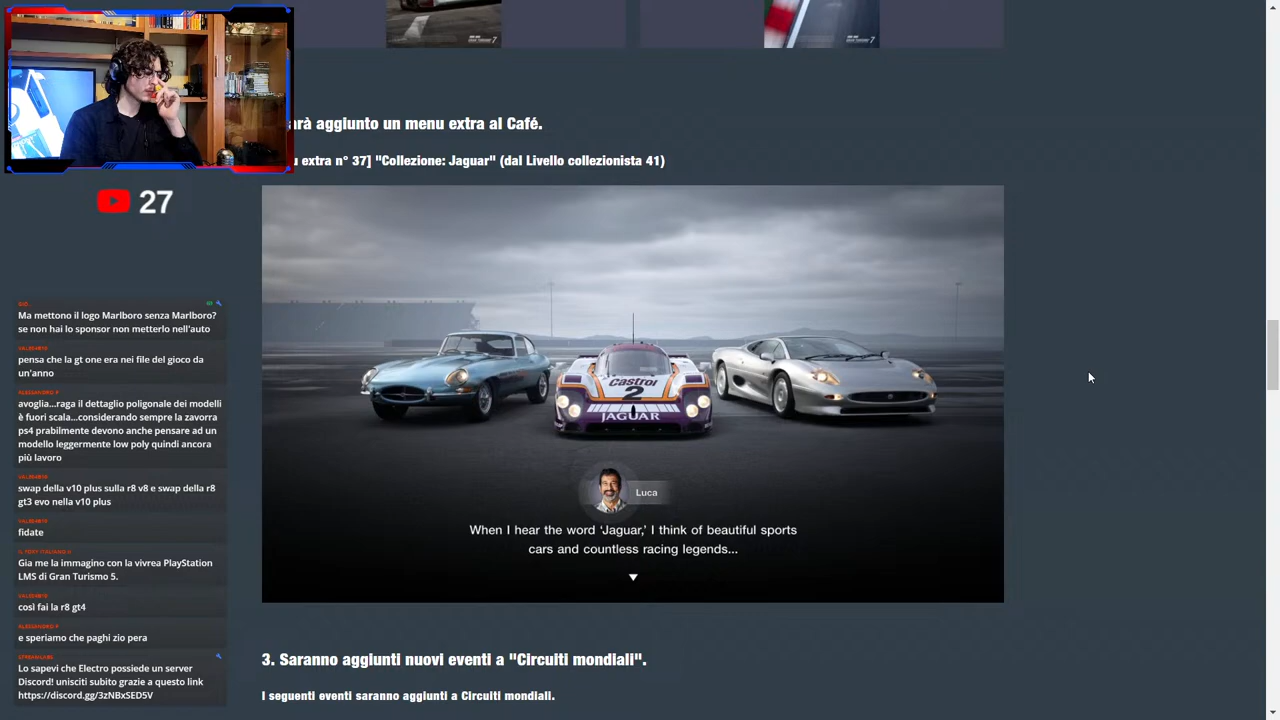 arà aggiunto un menu extra al Café.
u extra n° 37] "Collezione: Jaguar" (dal Livello collezionista 41)
27
Ma mettono il logo Marlboro senza Marlboro?
se non hai lo sponsor non metterlo nell'auto
pensa che la gt one era nei file del gioco da
un'anno
ALESSANDRO P
avoglia...raga il dettaglio poligonale dei modelli
è fuori scala...considerando sempre la zavorra
ps4 prabilmente devono anche pensare ad un
modello leggermente low poly quindi ancora
più lavoro
swap della v10 plus sulla r8 v8 e swap della r8
gt3 evo nella v10 plus
fidate
Gia me la immagino con la vivrea PlayStation
LMS di Gran Turismo 5.
così fai la r8 gt4
ALESSANDRO P
e speriamo che paghi zio pera
Lo sapevi che Electro possiede un server
Discord! unisciti subito grazie a questo link
https://discord.gg/3zNBxSED5V
Castrol
2
JAGUAR
Luca
When I hear the word ‘Jaguar,’ I think of beautiful sports
cars and countless racing legends...
3. Saranno aggiunti nuovi eventi a "Circuiti mondiali".
I seguenti eventi saranno aggiunti a Circuiti mondiali.